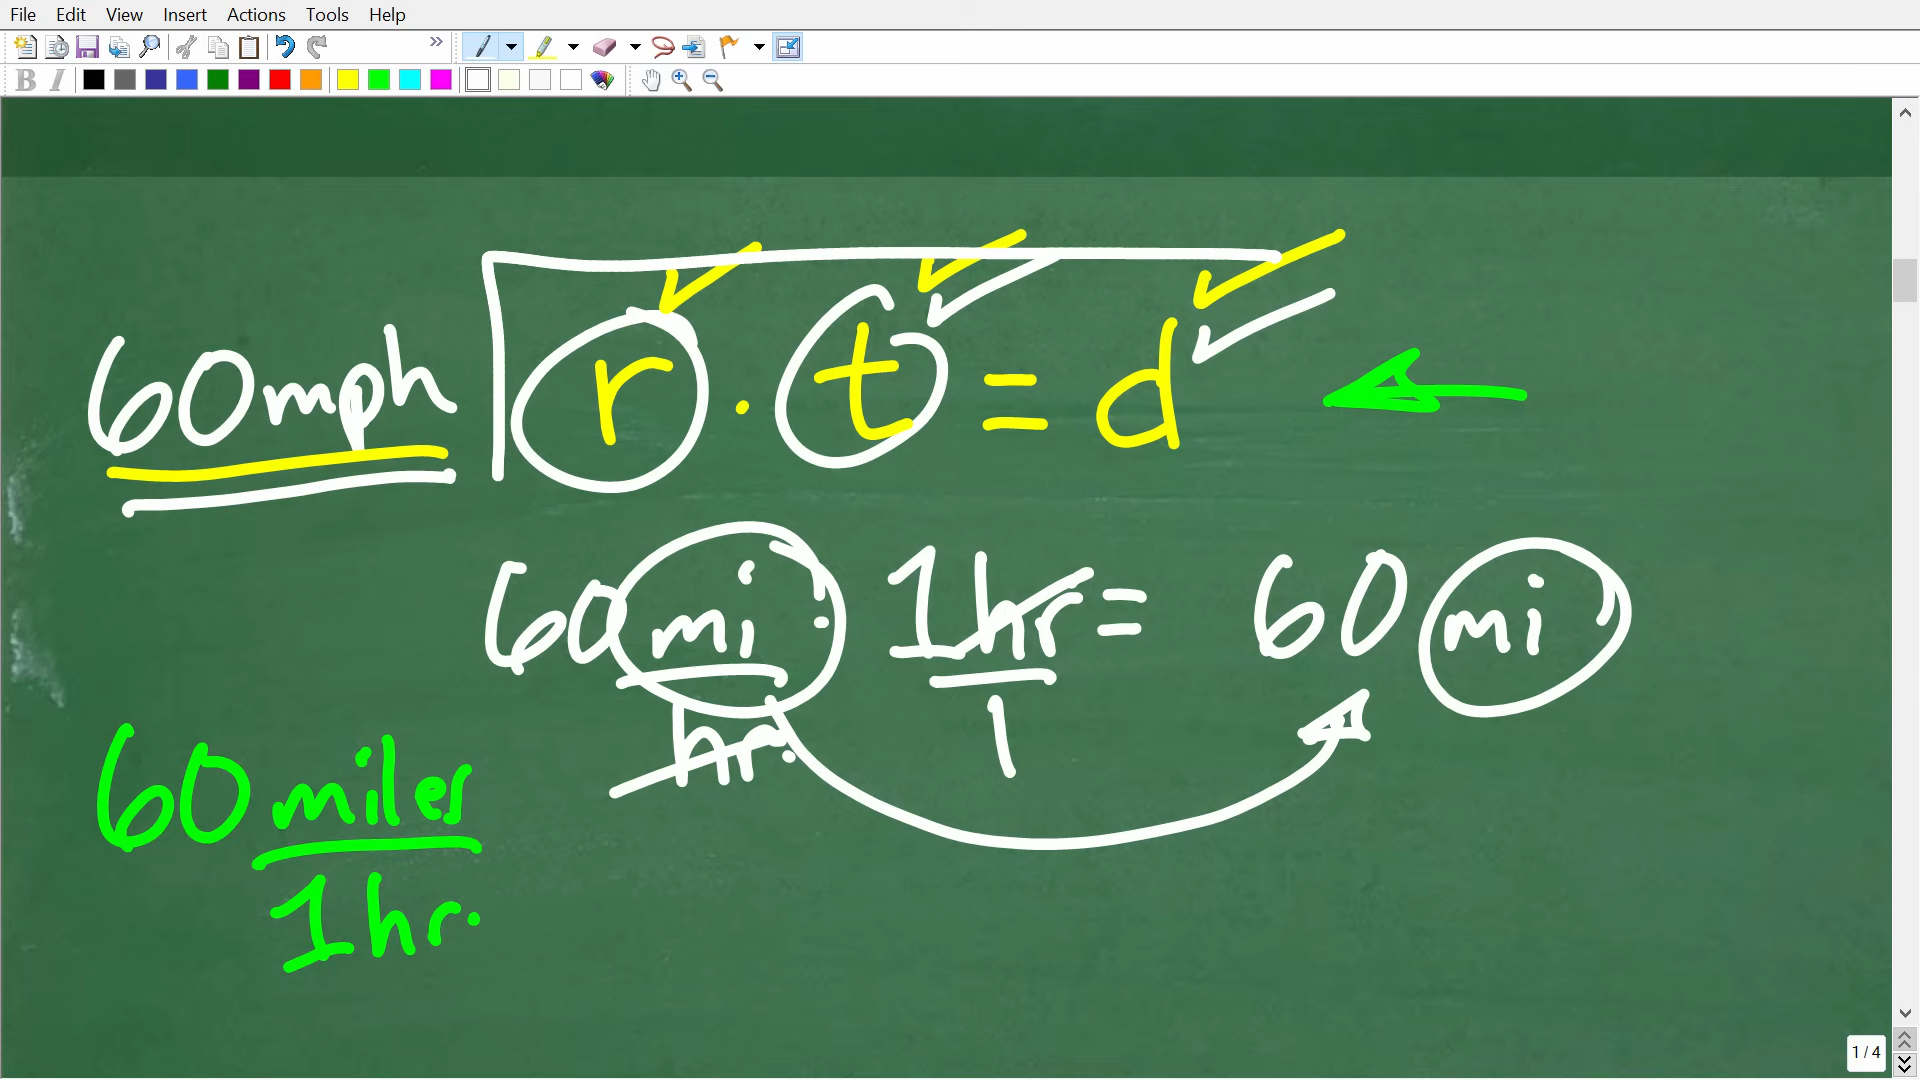 File Edit View Insert Actions Tools Help
B I
60mph r · t = d
60 mi/hr. · 1hr/1 = 60 mi
60 miles
1hr.
1 / 4